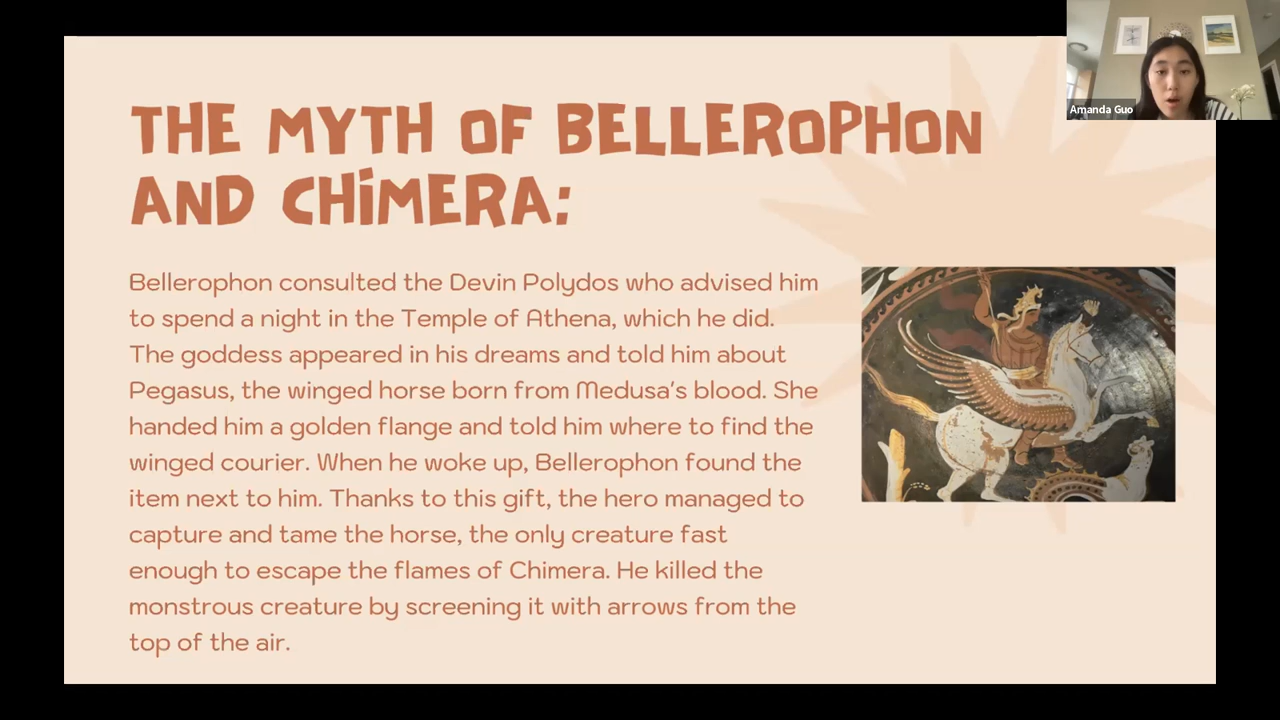 THE MYTH OF BELLEROPHON
AND CHIMERA:
Bellerophon consulted the Devin Polydos who advised him
to spend a night in the Temple of Athena, which he did.
The goddess appeared in his dreams and told him about
Pegasus, the winged horse born from Medusa's blood. She
handed him a golden flange and told him where to find the
winged courier. When he woke up, Bellerophon found the
item next to him. Thanks to this gift, the hero managed to
capture and tame the horse, the only creature fast
enough to escape the flames of Chimera. He killed the
monstrous creature by screening it with arrows from the
top of the air.
Amanda Guo